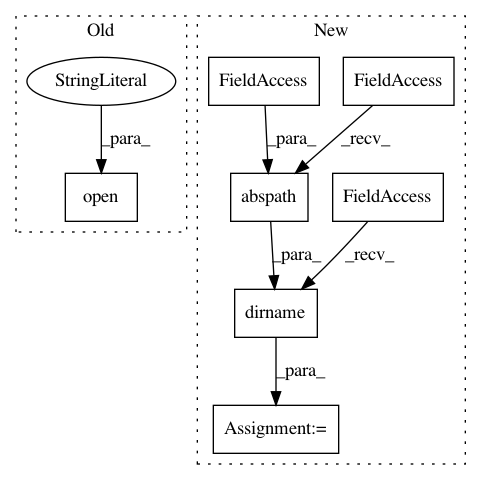 Old
New
StringLiteral
FieldAccess
FieldAccess
_para_
_para_
_recv_
open
abspath
FieldAccess
_para_
_recv_
dirname
_para_
Assignment:=